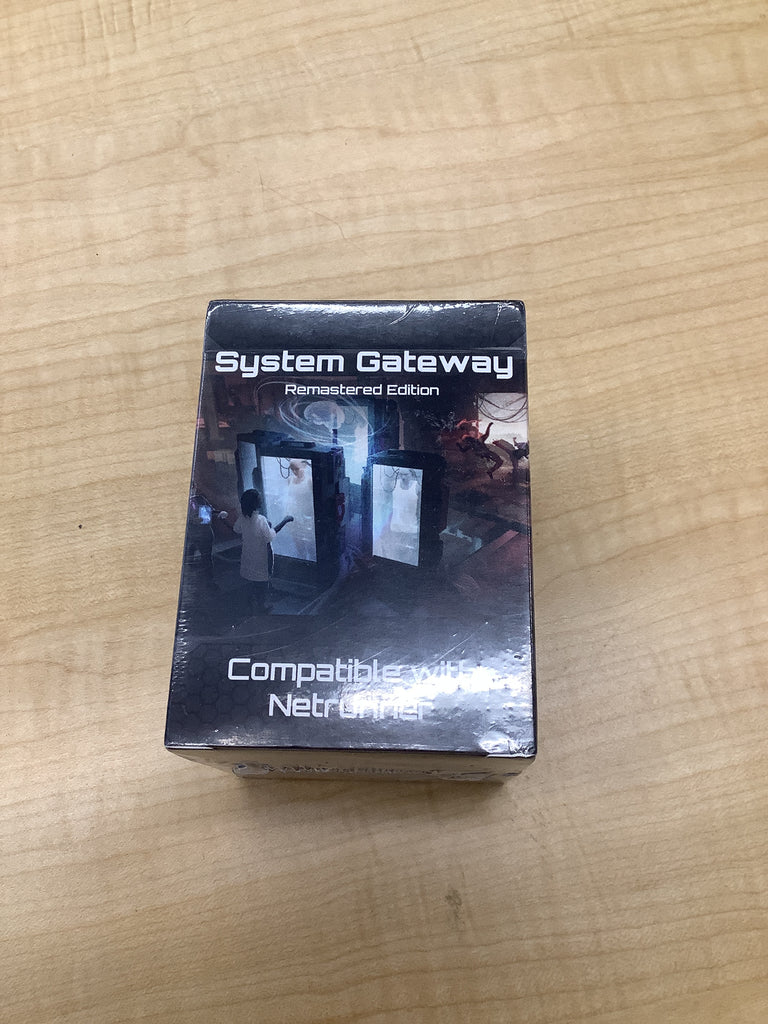 System Gateway
Remastered Edition
Compatible with
Netrunner